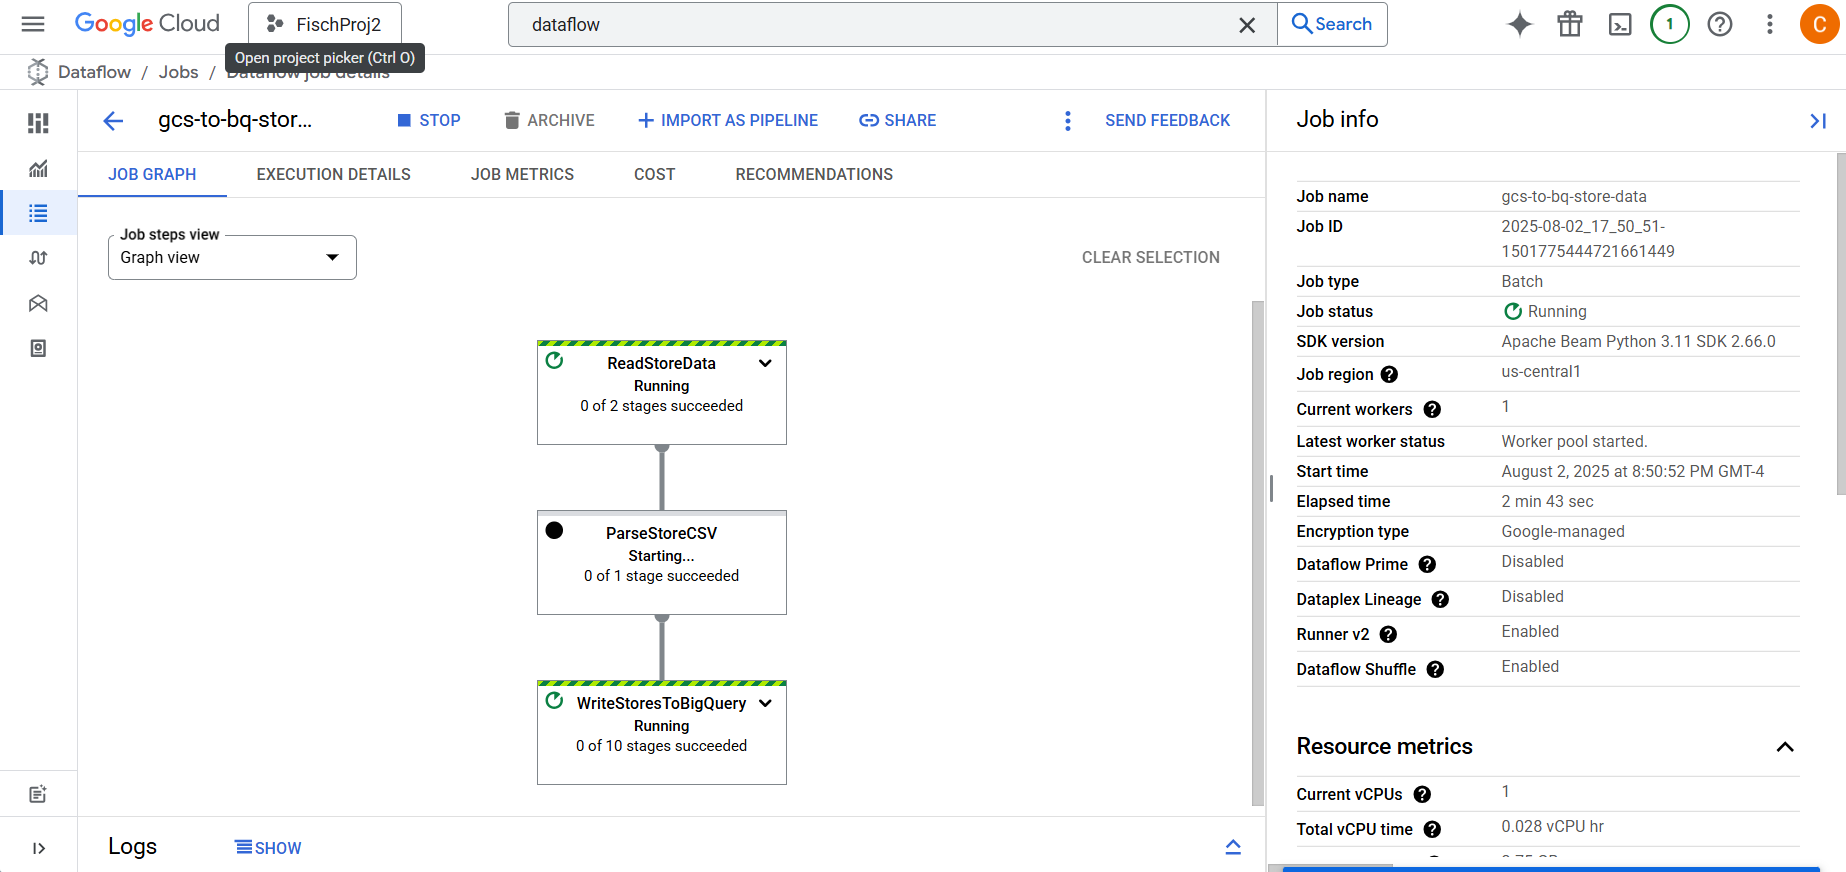 Google Cloud
FischProj2
dataflow
Search
1
C
Open project picker (Ctrl O)
Dataflow / Jobs / Dataflow job details
gcs-to-bq-stor...
STOP
ARCHIVE
IMPORT AS PIPELINE
SHARE
SEND FEEDBACK
JOB GRAPH
EXECUTION DETAILS
JOB METRICS
COST
RECOMMENDATIONS
Job steps view
Graph view
CLEAR SELECTION
ReadStoreData
Running
0 of 2 stages succeeded
ParseStoreCSV
Starting...
0 of 1 stage succeeded
WriteStoresToBigQuery
Running
0 of 10 stages succeeded
Logs
SHOW
Job info
Job name gcs-to-bq-store-data
Job ID 2025-08-02_17_50_51-
1501775444721661449
Job type Batch
Job status Running
SDK version Apache Beam Python 3.11 SDK 2.66.0
Job region us-central1
Current workers 1
Latest worker status Worker pool started.
Start time August 2, 2025 at 8:50:52 PM GMT-4
Elapsed time 2 min 43 sec
Encryption type Google-managed
Dataflow Prime Disabled
Dataplex Lineage Disabled
Runner v2 Enabled
Dataflow Shuffle Enabled
Resource metrics
Current vCPUs 1
Total vCPU time 0.028 vCPU hr